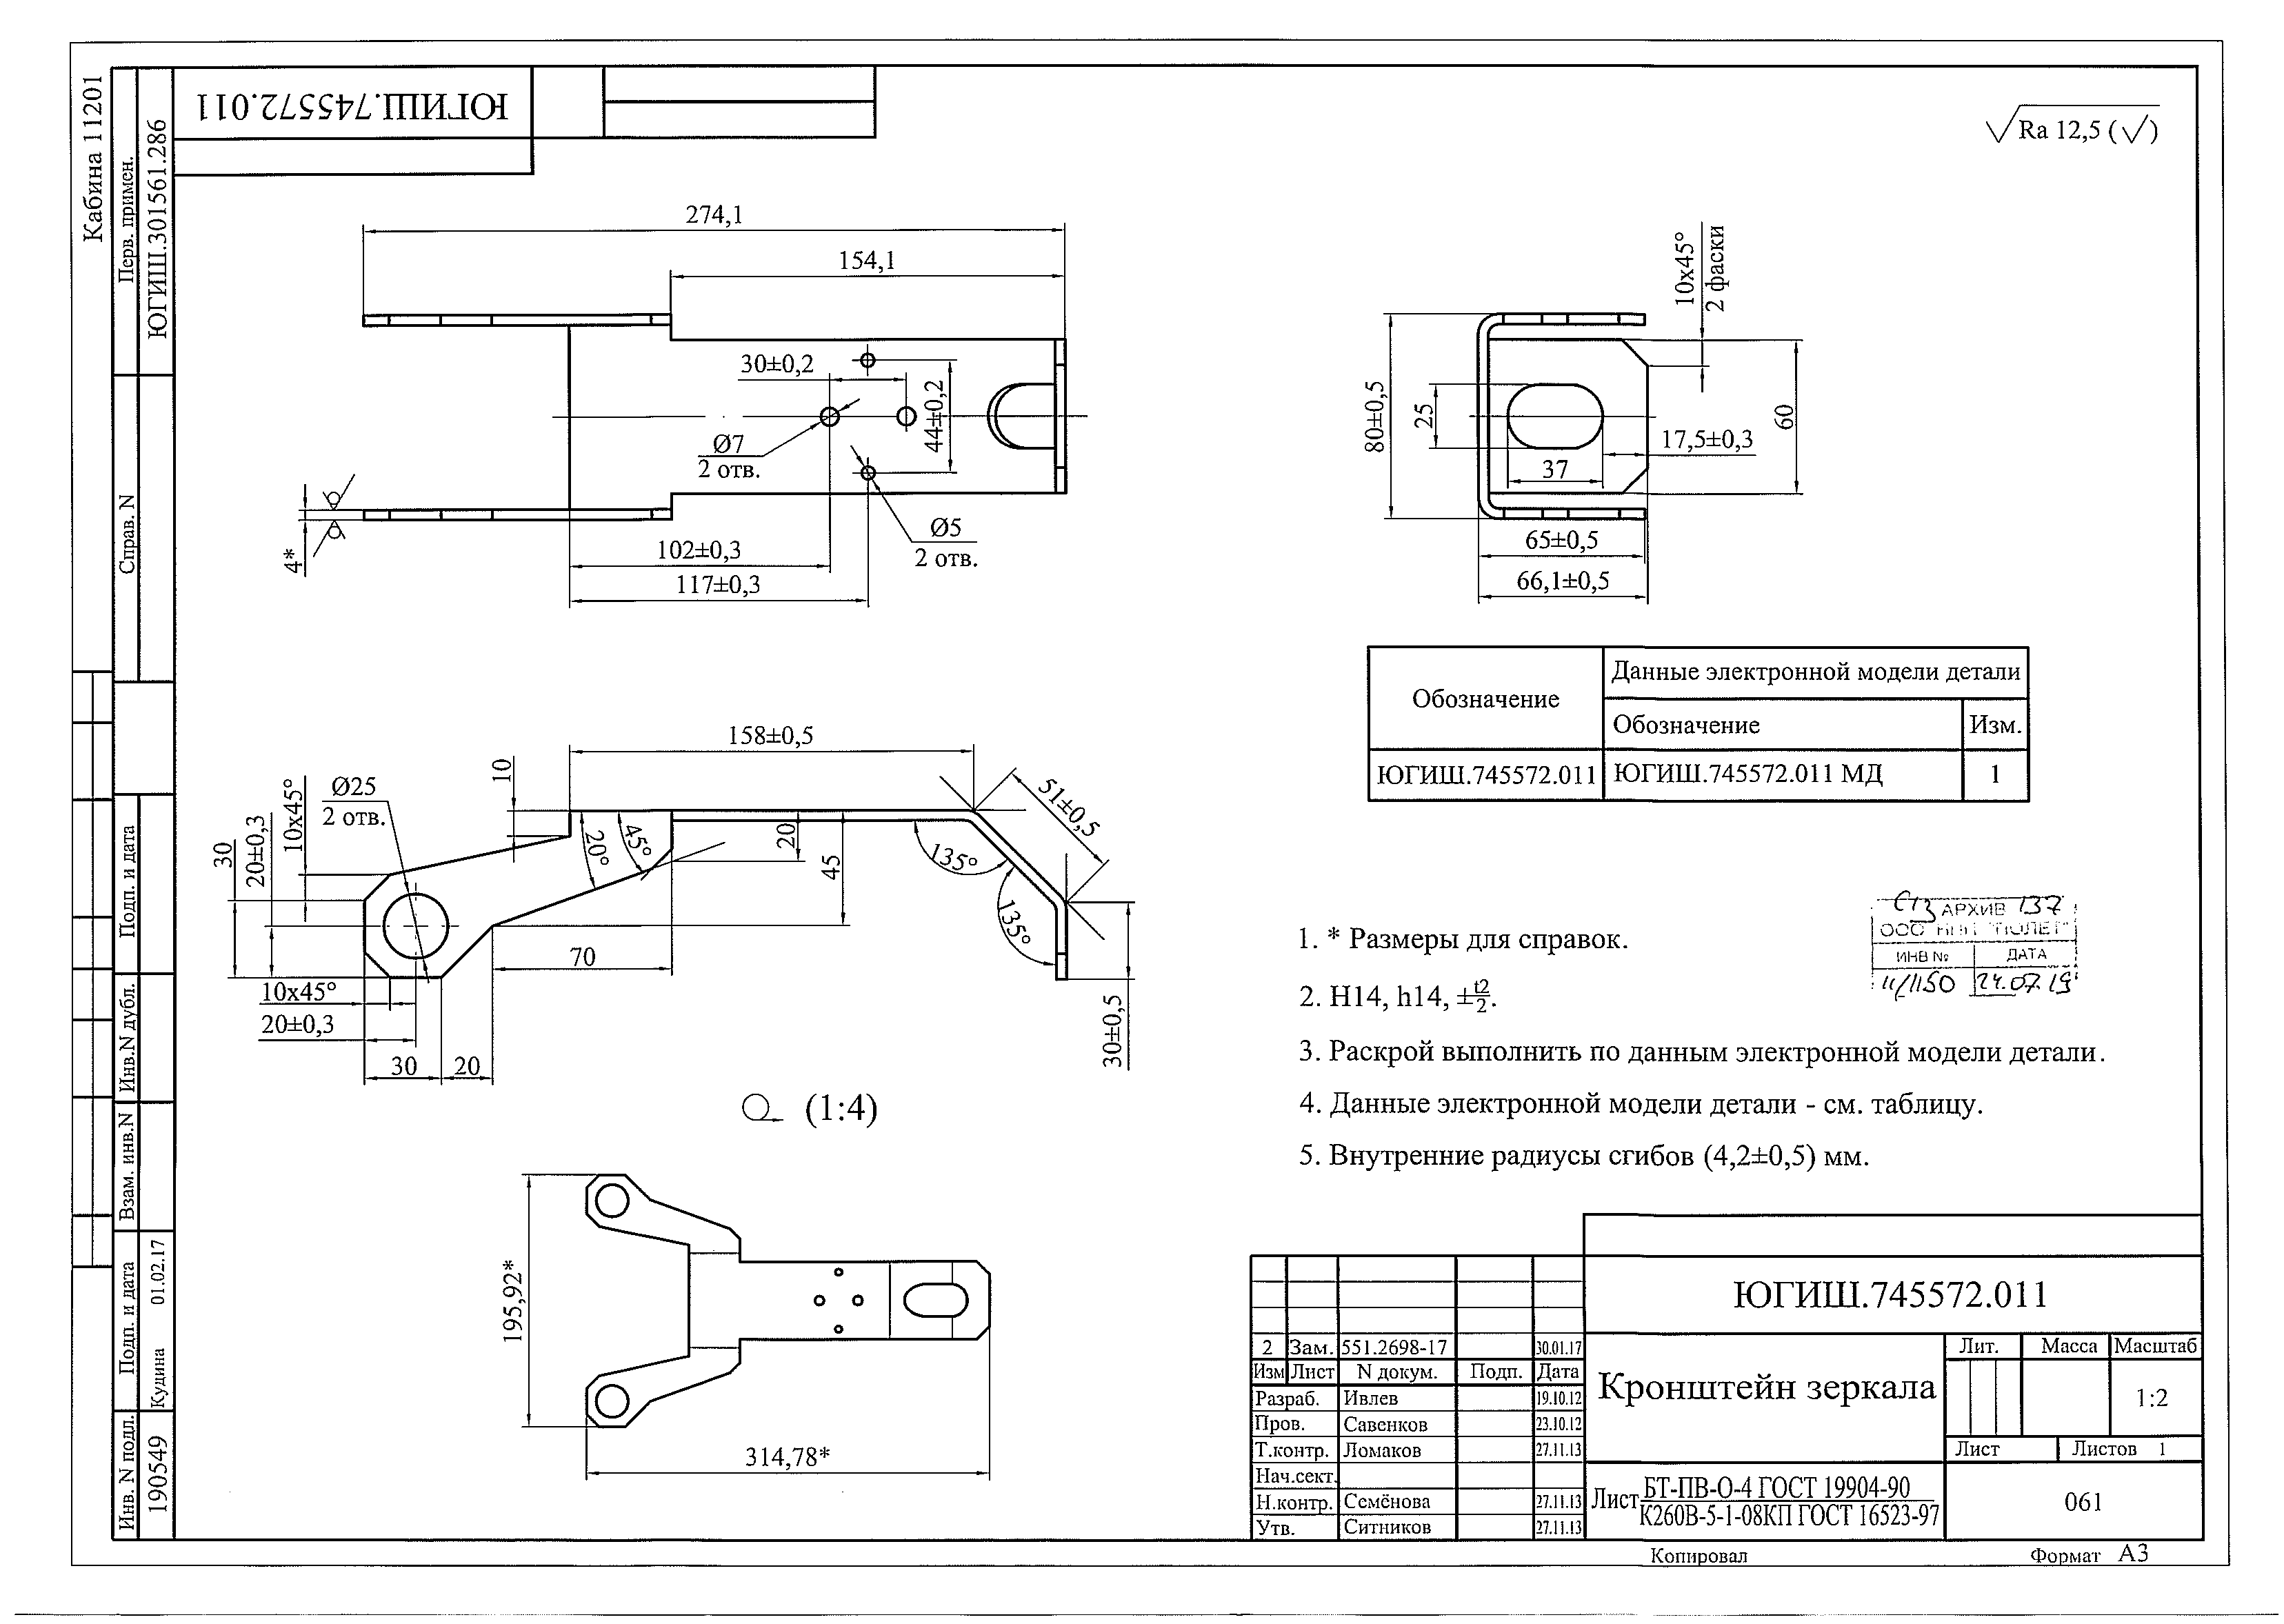 Кабина 11201
Перв. примен.
ЮГИШ.301561.286
ЮГИШ.745572.011
Справ. N
Подп. и дата
Инв.N дубл.
Взам. инв.N
Подп. и дата
Кудина 01.02.17
Инв. N подл.
190549
Ra 12,5 ( )
274,1
154,1
30±0,2
44±0,2
Ø7
2 отв.
Ø5
2 отв.
4*
102±0,3
117±0,3
10х45°
2 фаски
80±0,5
25
37
17,5±0,3
60
65±0,5
66,1±0,5
Обозначение
Данные электронной модели детали
Обозначение
Изм.
ЮГИШ.745572.011
ЮГИШ.745572.011 МД
1
158±0,5
10
51±0,5
Ø25
2 отв.
10х45°
20±0,3
30
20°
45°
20
45
135°
135°
70
10х45°
20±0,3
30
20
30±0,5
(1:4)
195,92*
314,78*
1. * Размеры для справок.
2. Н14, h14, ±t2/2.
3. Раскрой выполнить по данным электронной модели детали.
4. Данные электронной модели детали - см. таблицу.
5. Внутренние радиусы сгибов (4,2±0,5) мм.
АРХИВ 137
ООО НПП "ПОЛЕТ"
ИНВ № ДАТА
24.07.19
ЮГИШ.745572.011
2 Зам. 551.2698-17 30.01.17
Изм Лист N докум. Подп. Дата
Разраб. Ивлев 19.10.12
Пров. Савенков 23.10.12
Т.контр. Ломаков 27.11.13
Нач.сект.
Н.контр. Семёнова 27.11.13
Утв. Ситников 27.11.13
Кронштейн зеркала
Лит. Масса Масштаб
1:2
Лист Листов 1
Лист БТ-ПВ-О-4 ГОСТ 19904-90
К260В-5-1-08КП ГОСТ 16523-97
061
Копировал Формат А3